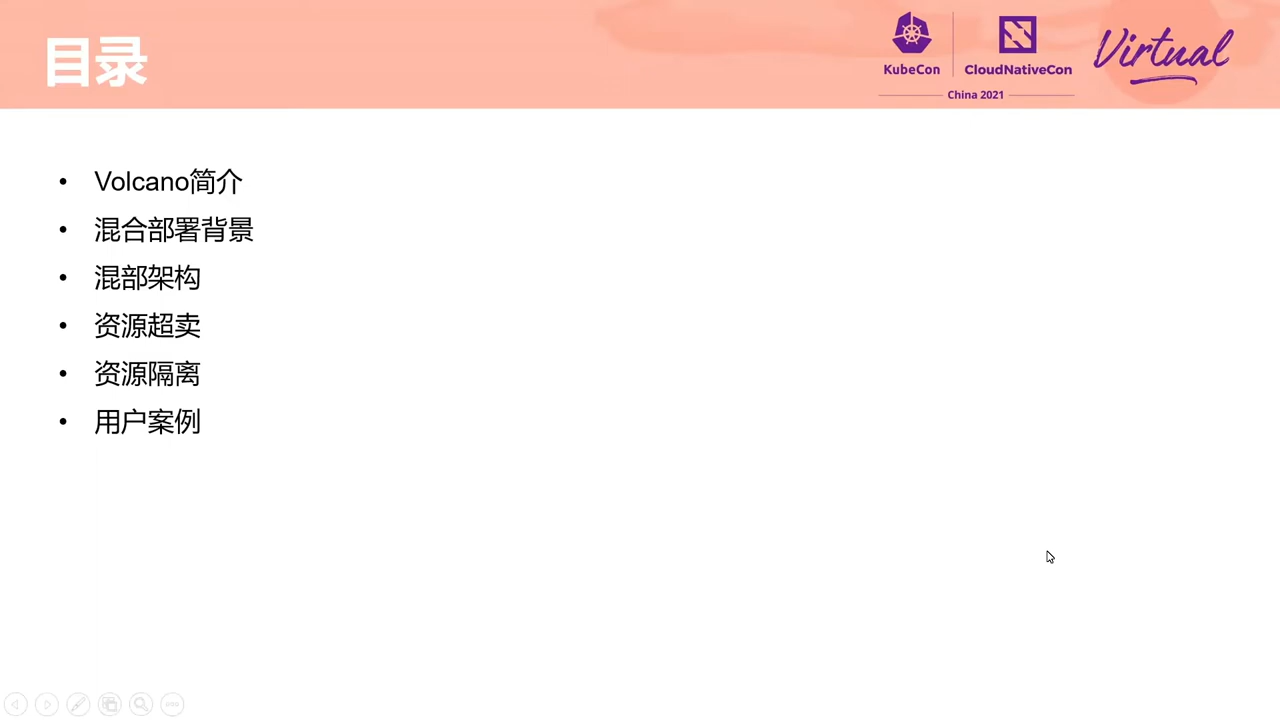 目录
KubeCon
CloudNativeCon
China 2021
Virtual
• Volcano简介
• 混合部署背景
• 混部架构
• 资源超卖
• 资源隔离
• 用户案例